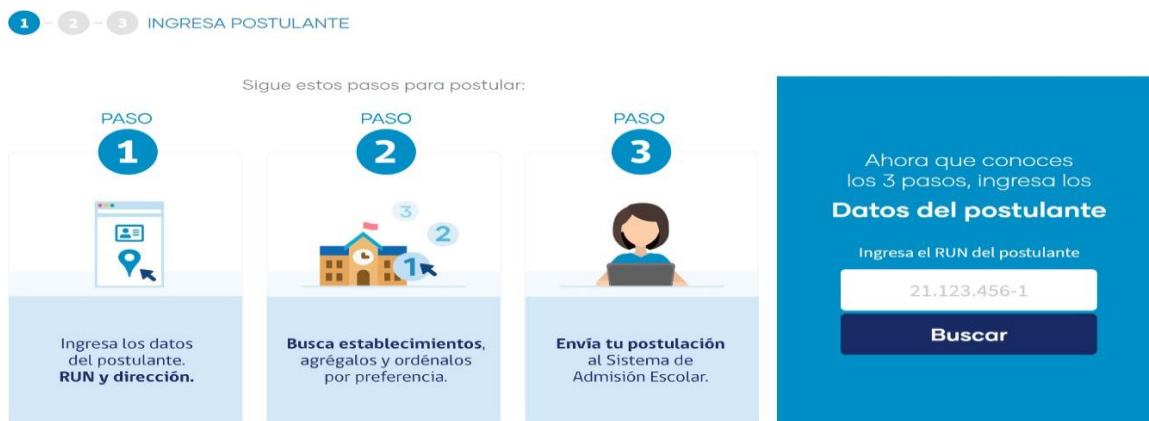 1 - 2 - 3 INGRESA POSTULANTE
Sigue estos pasos para postular:
PASO
1
Ingresa los datos
del postulante.
RUN y dirección.
PASO
2
3
2
1
Busca establecimientos,
agrégalos y ordénalos
por preferencia.
PASO
3
Envía tu postulación
al Sistema de
Admisión Escolar.
Ahora que conoces
los 3 pasos, ingresa los
Datos del postulante
Ingresa el RUN del postulante
21.123.456-1
Buscar